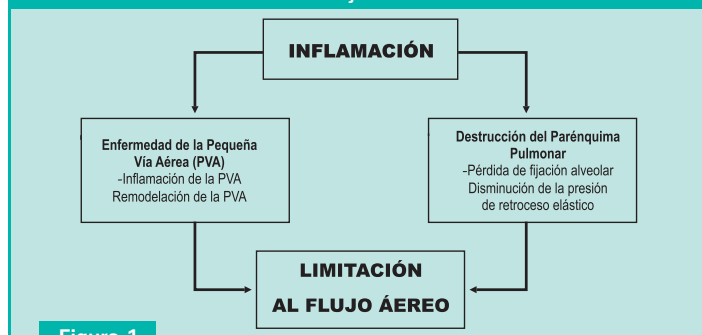 INFLAMACIÓN
Enfermedad de la Pequeña
Vía Aérea (PVA)
-Inflamación de la PVA
Remodelación de la PVA
Destrucción del Parénquima
Pulmonar
-Pérdida de fijación alveolar
Disminución de la presión
de retroceso elástico
LIMITACIÓN
AL FLUJO ÁEREO
Figura 1